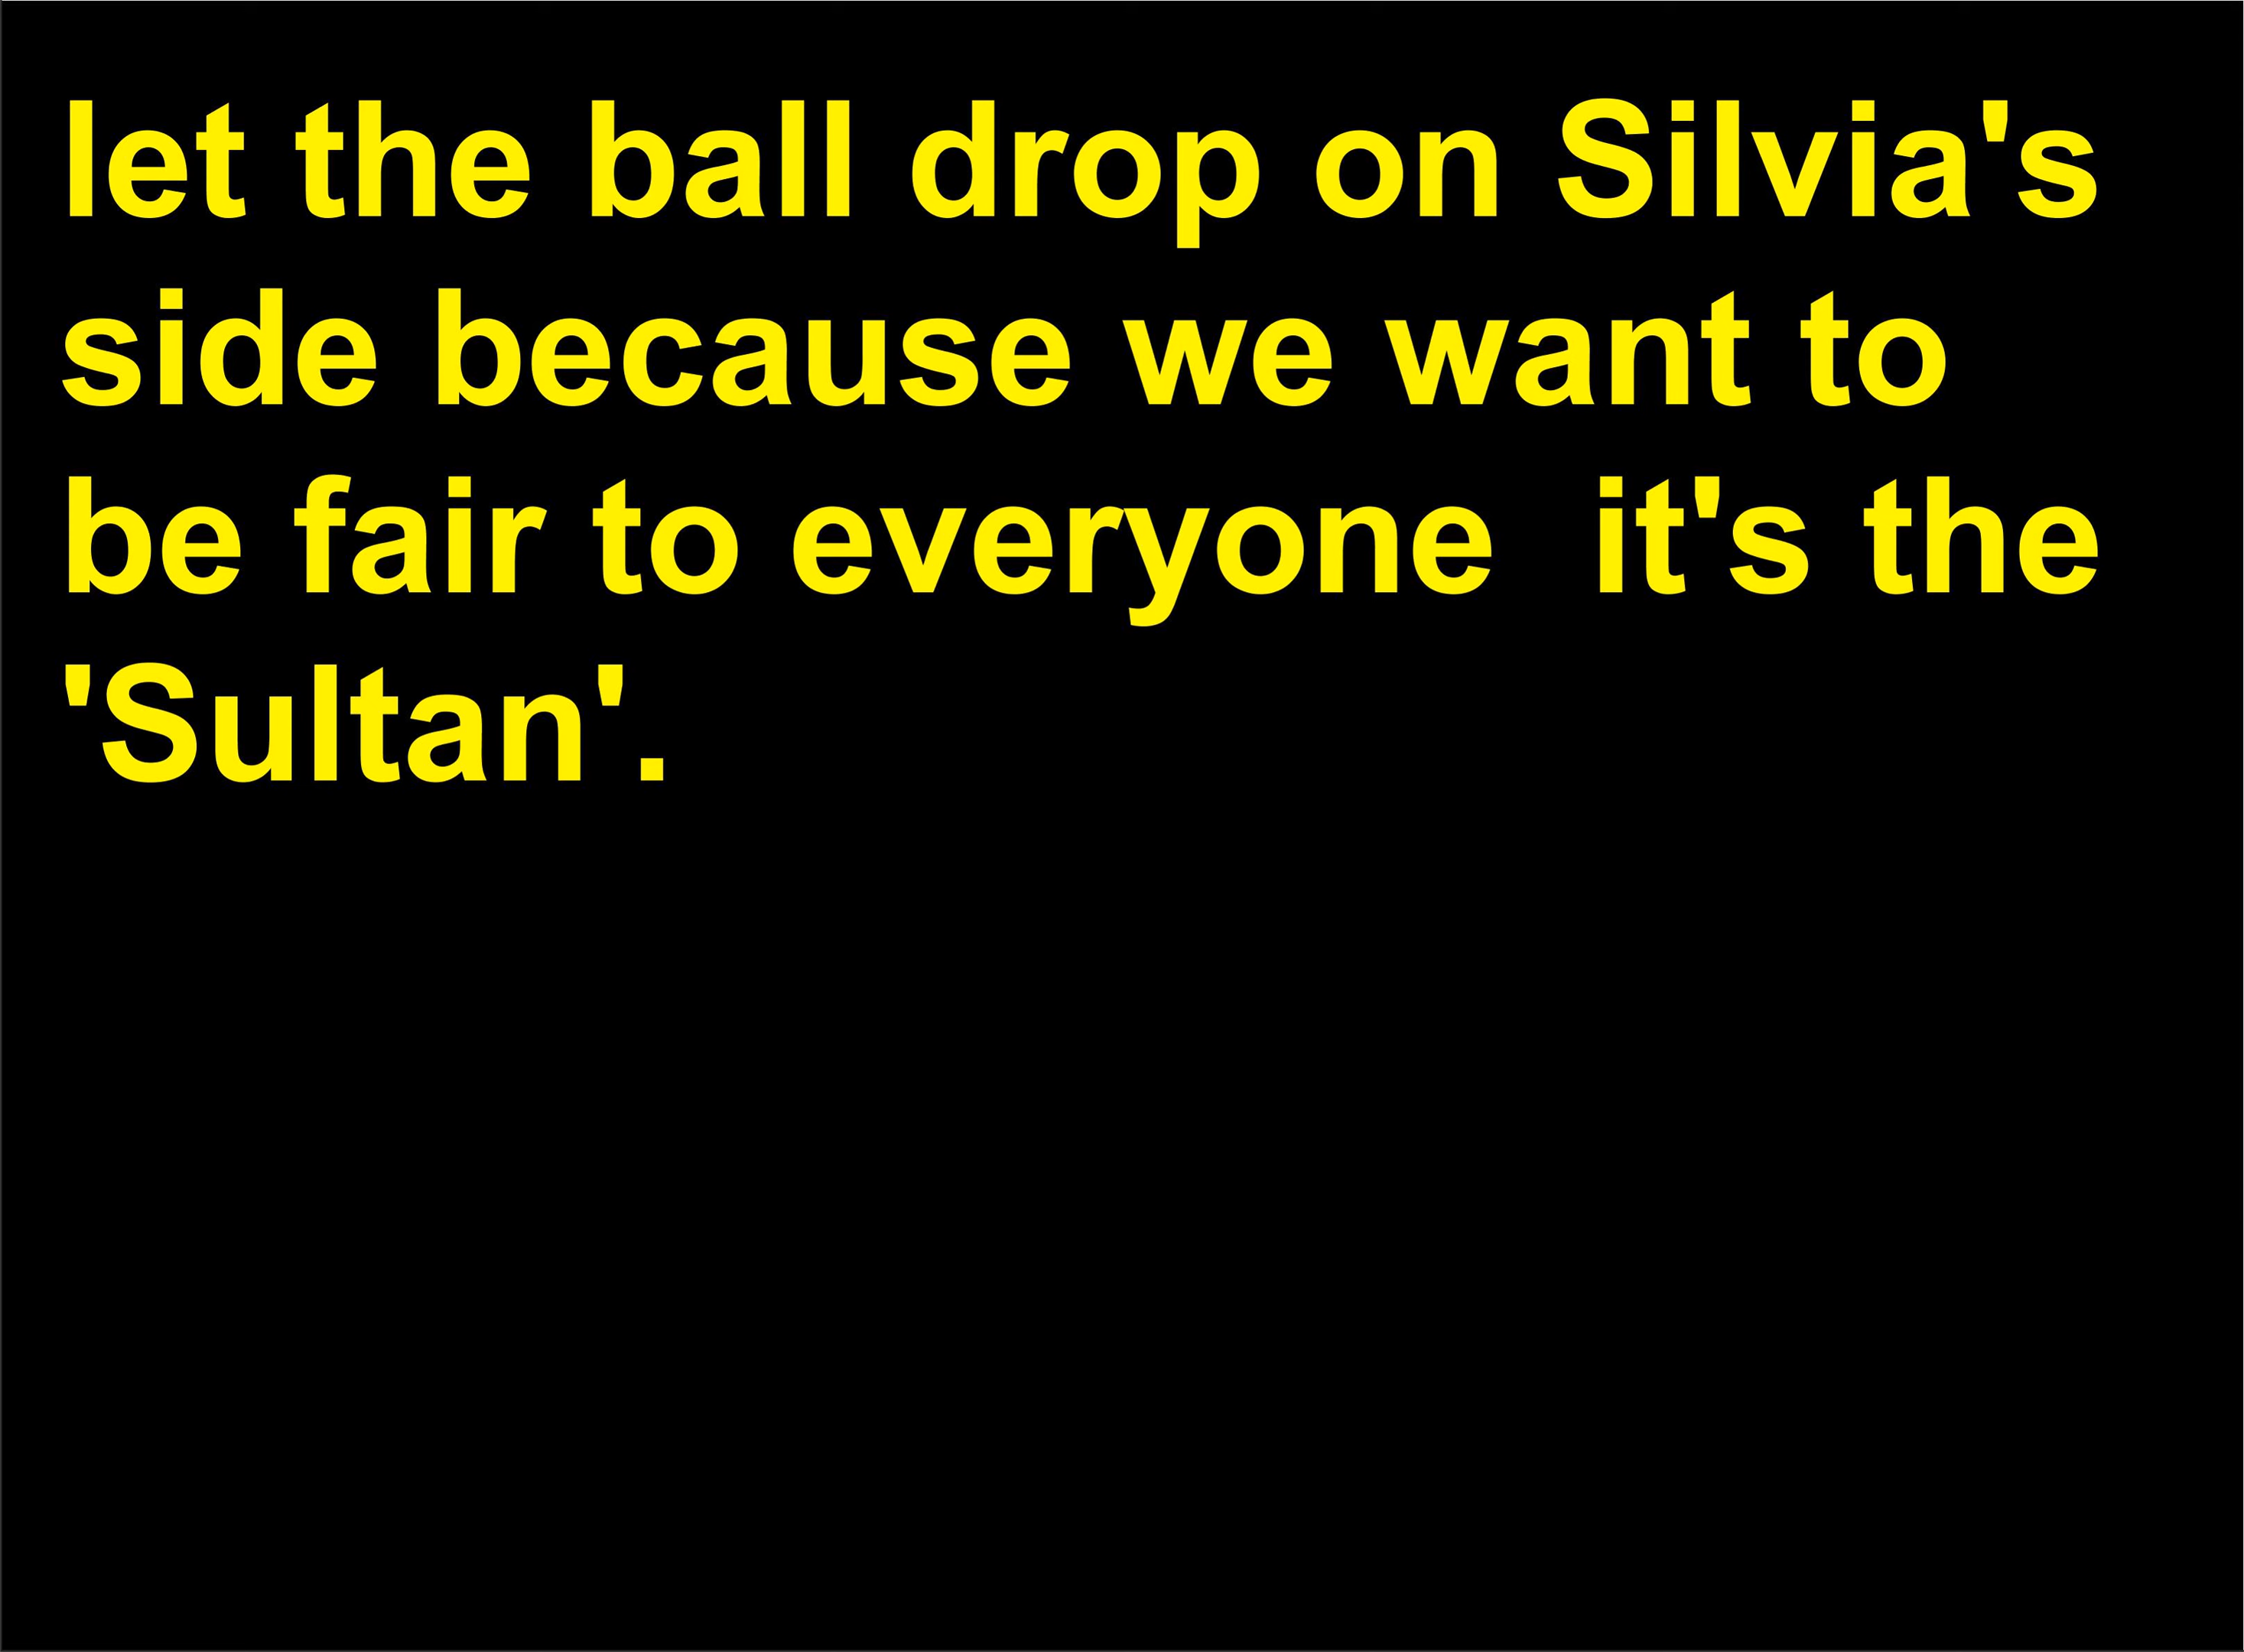 let the ball drop on Silvia's
side because we want to
be fair to everyone  it's the
'Sultan'.